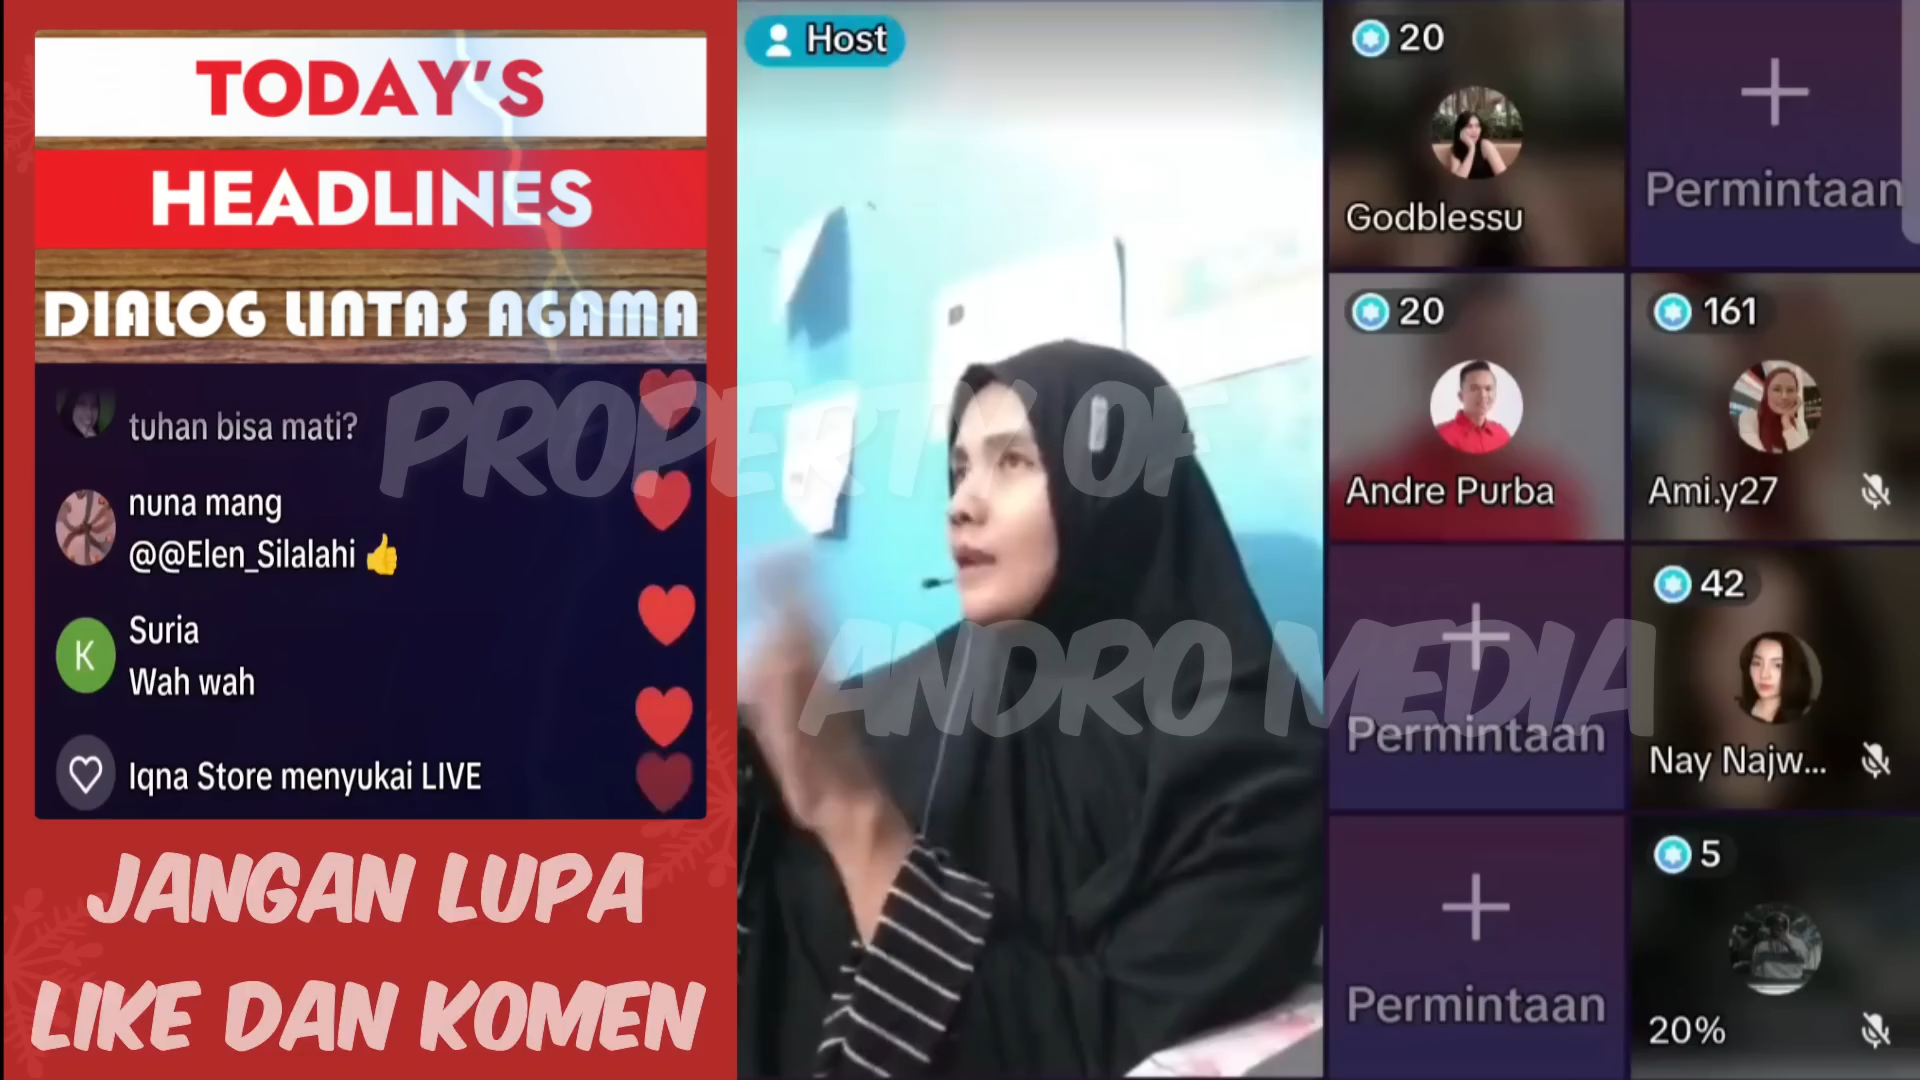 TODAY'S
HEADLINES
DIALOG LINTAS AGAMA
tuhan bisa mati?
nuna mang
@@Elen_Silalahi 👍
Suria
K
Wah wah
Iqna Store menyukai LIVE
JANGAN LUPA
LIKE DAN KOMEN
PROPERTY OF
ANDRO MEDIA
Host
20
Godblessu
Permintaan
20
Andre Purba
161
Ami.y27
Permintaan
42
Nay Najw...
Permintaan
5
20%